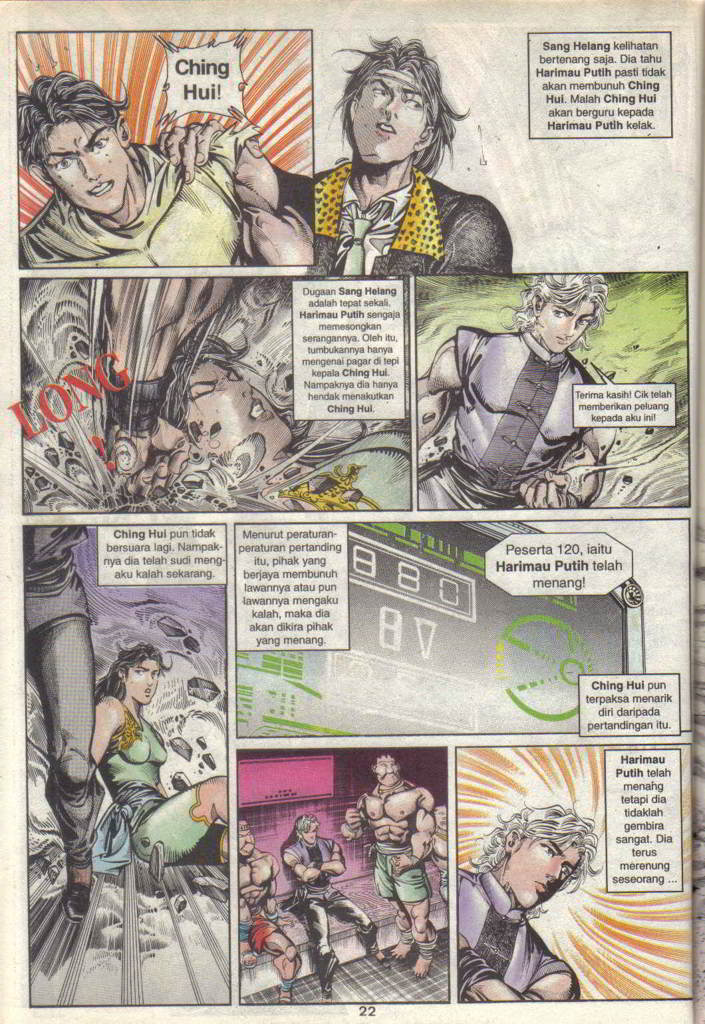 Ching
Hui!
Sang Helang kelihatan
bertenang saja. Dia tahu
Harimau Putih pasti tidak
akan membunuh Ching
Hui. Malah Ching Hui
akan berguru kepada
Harimau Putih kelak.
Dugaan Sang Helang
adalah tepat sekali.
Harimau Putih sengaja
memesongkan
serangannya. Oleh itu,
tumbukannya hanya
mengenai pagar di tepi
kepala Ching Hui.
Nampaknya dia hanya
hendak menakutkan
Ching Hui.
LONG
!
Terima kasih! Cik telah
memberikan peluang
kepada aku ini!
Ching Hui pun tidak
bersuara lagi. Nampak-
nya dia telah sudi meng-
aku kalah sekarang.
Menurut peraturan-
peraturan pertanding
itu, pihak yang
berjaya membunuh
lawannya atau pun
lawannya mengaku
kalah, maka dia
akan dikira pihak
yang menang.
Peserta 120, iaitu
Harimau Putih telah
menang!
Ching Hui pun
terpaksa menarik
diri daripada
pertandingan itu.
Harimau
Putih telah
menang
tetapi dia
tidaklah
gembira
sangat. Dia
terus
merenung
seseorang ...
22